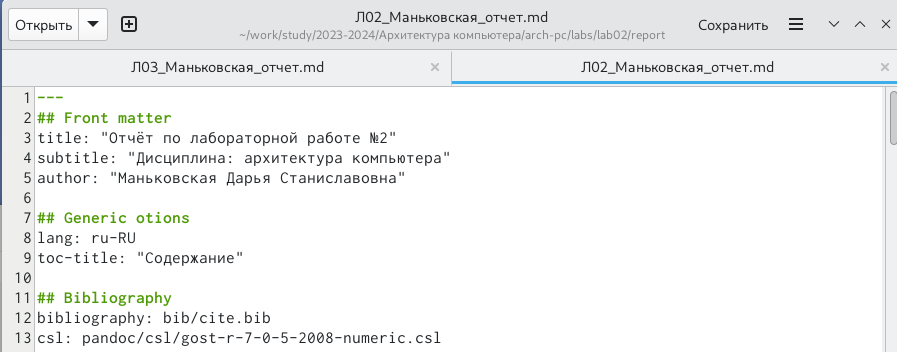 Открыть
Л02_Маньковская_отчет.md
~/work/study/2023-2024/Архитектура компьютера/arch-pc/labs/lab02/report
Сохранить
Л03_Маньковская_отчет.md
Л02_Маньковская_отчет.md
1 ---
2 ## Front matter
3 title: "Отчёт по лабораторной работе №2"
4 subtitle: "Дисциплина: архитектура компьютера"
5 author: "Маньковская Дарья Станиславовна"
6
7 ## Generic otions
8 lang: ru-RU
9 toc-title: "Содержание"
10
11 ## Bibliography
12 bibliography: bib/cite.bib
13 csl: pandoc/csl/gost-r-7-0-5-2008-numeric.csl